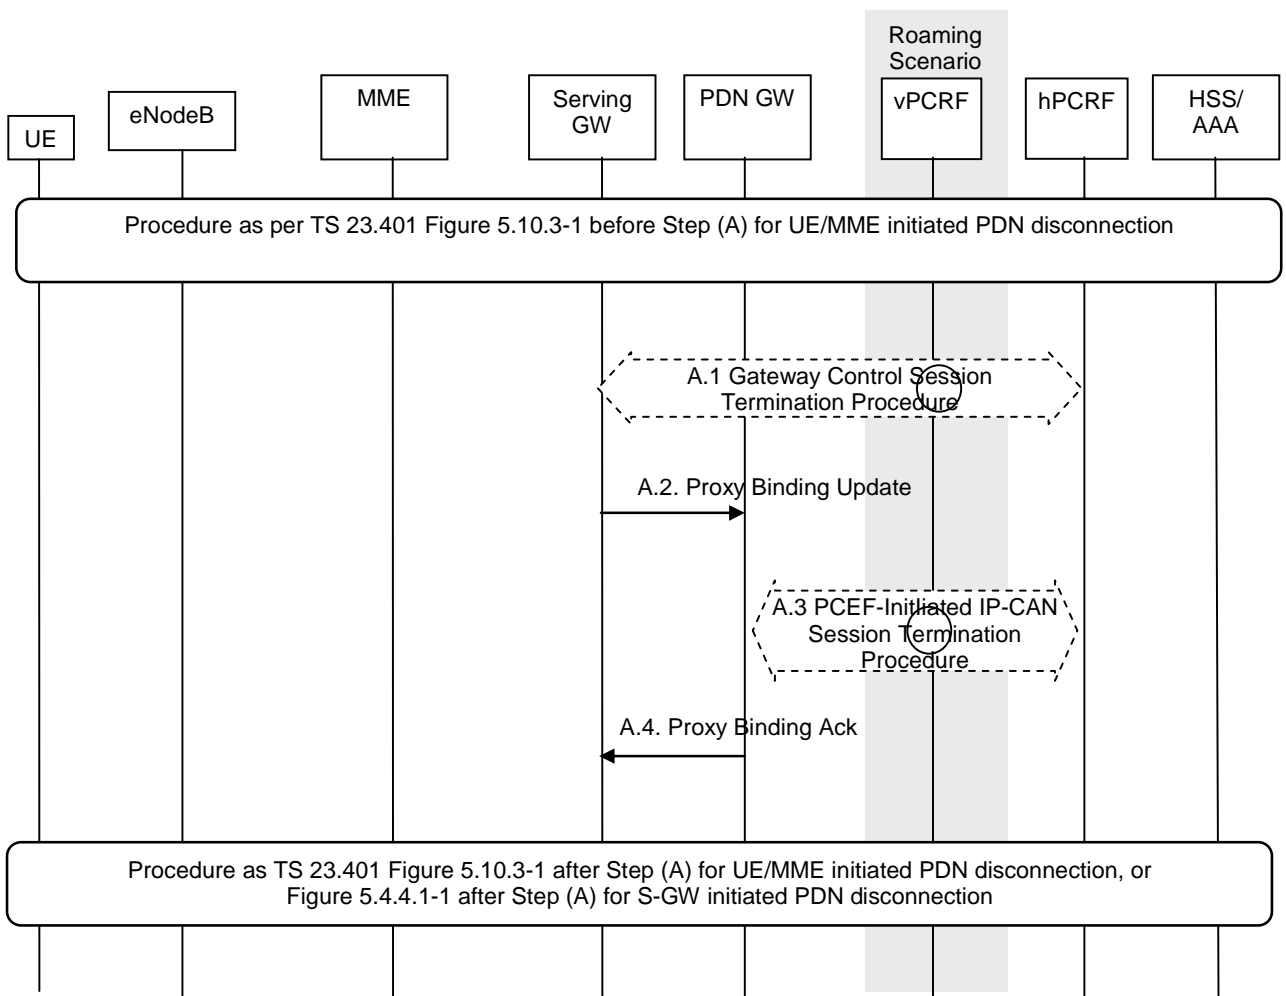 Roaming
Scenario
UE
eNodeB
MME
Serving
GW
PDN GW
vPCRF
hPCRF
HSS/
AAA
Procedure as per TS 23.401 Figure 5.10.3-1 before Step (A) for UE/MME initiated PDN disconnection
A.1 Gateway Control Session
Termination Procedure
A.2. Proxy Binding Update
A.3 PCEF-Initliated IP-CAN
Session Termination
Procedure
A.4. Proxy Binding Ack
Procedure as TS 23.401 Figure 5.10.3-1 after Step (A) for UE/MME initiated PDN disconnection, or
Figure 5.4.4.1-1 after Step (A) for S-GW initiated PDN disconnection